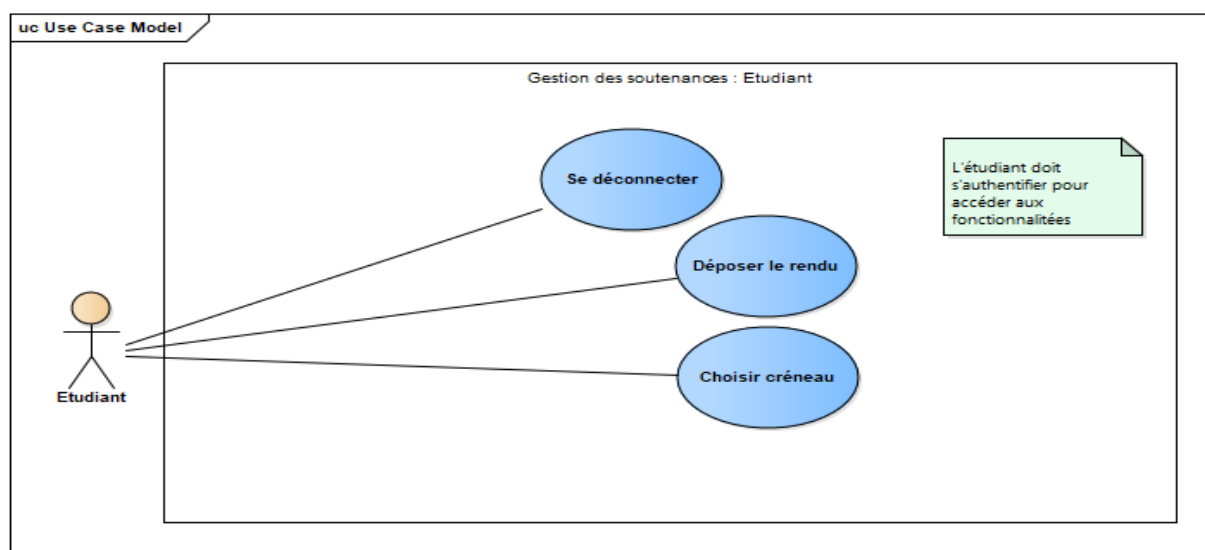 uc Use Case Model
Gestion des soutenances : Etudiant
Se déconnecter
L'étudiant doit
s'authentifier pour
accéder aux
fonctionnalitées
Déposer le rendu
Choisir créneau
Etudiant